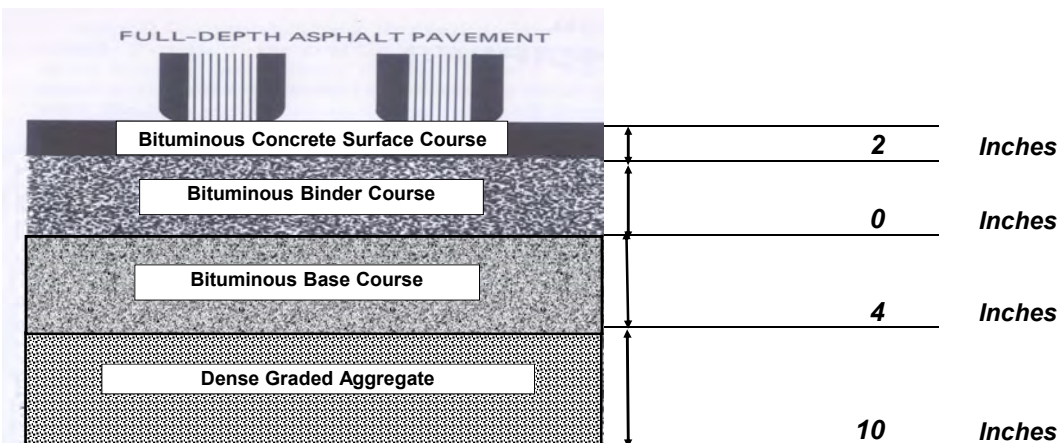 FULL-DEPTH ASPHALT PAVEMENT
Bituminous Concrete Surface Course
2 Inches
Bituminous Binder Course
0 Inches
Bituminous Base Course
4 Inches
Dense Graded Aggregate
10 Inches